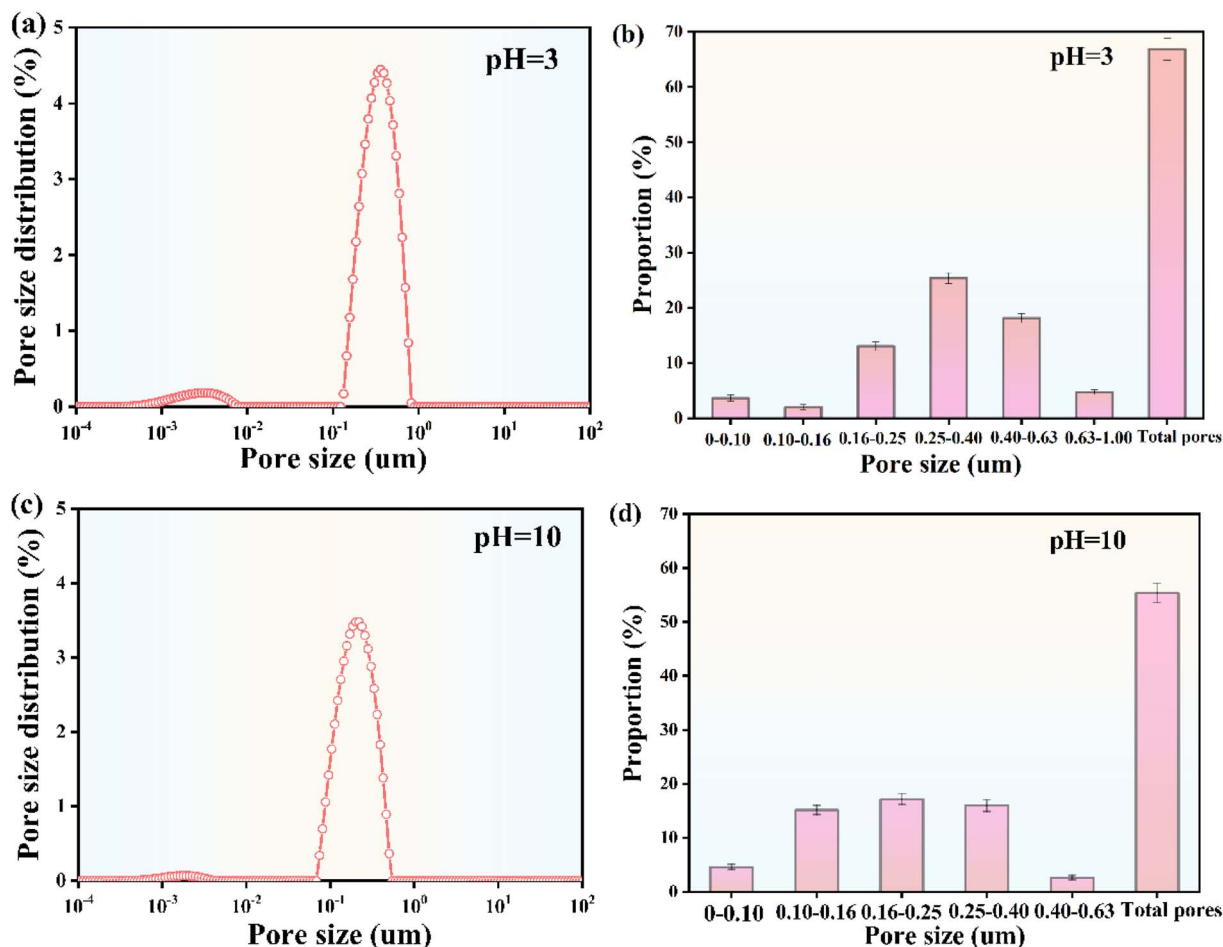 (a)
pH=3
Pore size distribution (%)
5
4
3
2
1
0
10⁻⁴ 10⁻³ 10⁻² 10⁻¹ 10⁰ 10¹ 10²
Pore size (um)
(b)
pH=3
Proportion (%)
70
60
50
40
30
20
10
0
0-0.10 0.10-0.16 0.16-0.25 0.25-0.40 0.40-0.63 0.63-1.00 Total pores
Pore size (um)
(c)
pH=10
Pore size distribution (%)
5
4
3
2
1
0
10⁻⁴ 10⁻³ 10⁻² 10⁻¹ 10⁰ 10¹ 10²
Pore size (um)
(d)
pH=10
Proportion (%)
70
60
50
40
30
20
10
0
0-0.10 0.10-0.16 0.16-0.25 0.25-0.40 0.40-0.63 Total pores
Pore size (um)